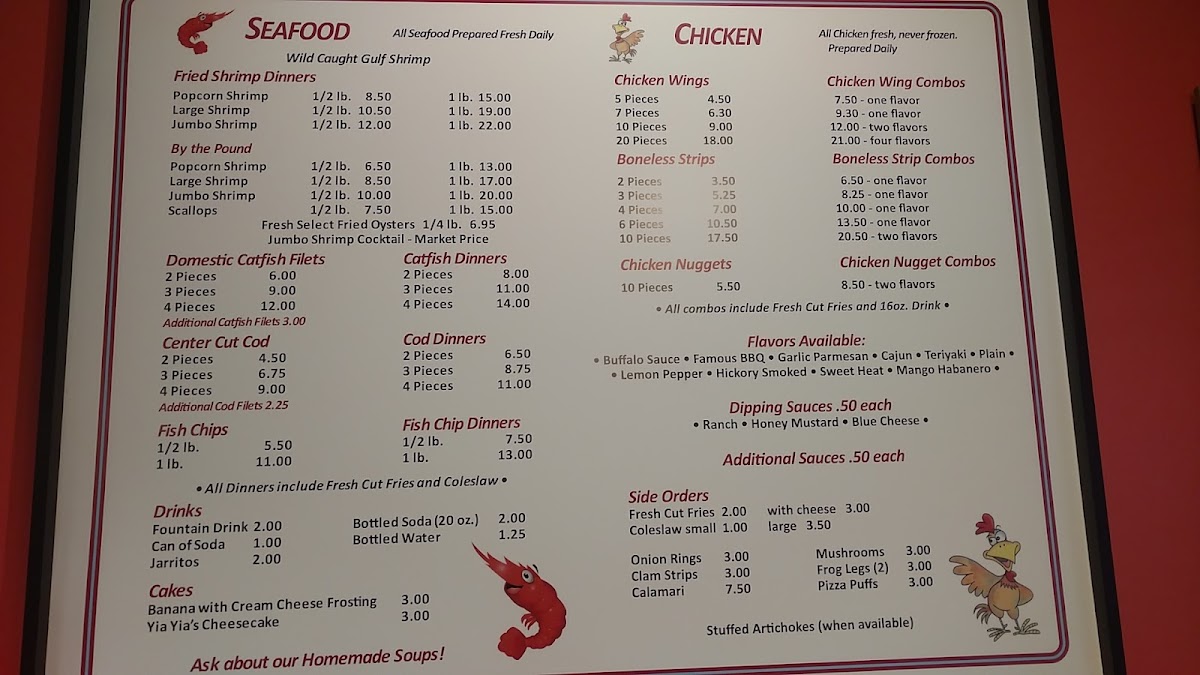 SEAFOOD
All Seafood Prepared Fresh Daily
Wild Caught Gulf Shrimp
Fried Shrimp Dinners
Popcorn Shrimp 1/2 lb. 8.50 1 lb. 15.00
Large Shrimp 1/2 lb. 10.50 1 lb. 19.00
Jumbo Shrimp 1/2 lb. 12.00 1 lb. 22.00
By the Pound
Popcorn Shrimp 1/2 lb. 6.50 1 lb. 13.00
Large Shrimp 1/2 lb. 8.50 1 lb. 17.00
Jumbo Shrimp 1/2 lb. 10.00 1 lb. 20.00
Scallops 1/2 lb. 7.50 1 lb. 15.00
Fresh Select Fried Oysters 1/4 lb. 6.95
Jumbo Shrimp Cocktail - Market Price
Domestic Catfish Filets
2 Pieces 6.00
3 Pieces 9.00
4 Pieces 12.00
Additional Catfish Filets 3.00
Catfish Dinners
2 Pieces 8.00
3 Pieces 11.00
4 Pieces 14.00
Center Cut Cod
2 Pieces 4.50
3 Pieces 6.75
4 Pieces 9.00
Additional Cod Filets 2.25
Cod Dinners
2 Pieces 6.50
3 Pieces 8.75
4 Pieces 11.00
Fish Chips
1/2 lb. 5.50
1 lb. 11.00
Fish Chip Dinners
1/2 lb. 7.50
1 lb. 13.00
• All Dinners include Fresh Cut Fries and Coleslaw •
Drinks
Fountain Drink 2.00
Can of Soda 1.00
Jarritos 2.00
Bottled Soda (20 oz.) 2.00
Bottled Water 1.25
Cakes
Banana with Cream Cheese Frosting 3.00
Yia Yia's Cheesecake 3.00
Ask about our Homemade Soups!
CHICKEN
All Chicken fresh, never frozen.
Prepared Daily
Chicken Wings
5 Pieces 4.50
7 Pieces 6.30
10 Pieces 9.00
20 Pieces 18.00
Chicken Wing Combos
7.50 - one flavor
9.30 - one flavor
12.00 - two flavors
21.00 - four flavors
Boneless Strips
2 Pieces 3.50
3 Pieces 5.25
4 Pieces 7.00
6 Pieces 10.50
10 Pieces 17.50
Boneless Strip Combos
6.50 - one flavor
8.25 - one flavor
10.00 - one flavor
13.50 - one flavor
20.50 - two flavors
Chicken Nuggets
10 Pieces 5.50
Chicken Nugget Combos
8.50 - two flavors
• All combos include Fresh Cut Fries and 16oz. Drink •
Flavors Available:
• Buffalo Sauce • Famous BBQ • Garlic Parmesan • Cajun • Teriyaki • Plain •
• Lemon Pepper • Hickory Smoked • Sweet Heat • Mango Habanero •
Dipping Sauces .50 each
• Ranch • Honey Mustard • Blue Cheese •
Additional Sauces .50 each
Side Orders
Fresh Cut Fries 2.00 with cheese 3.00
Coleslaw small 1.00 large 3.50
Onion Rings 3.00
Clam Strips 3.00
Calamari 7.50
Mushrooms 3.00
Frog Legs (2) 3.00
Pizza Puffs 3.00
Stuffed Artichokes (when available)